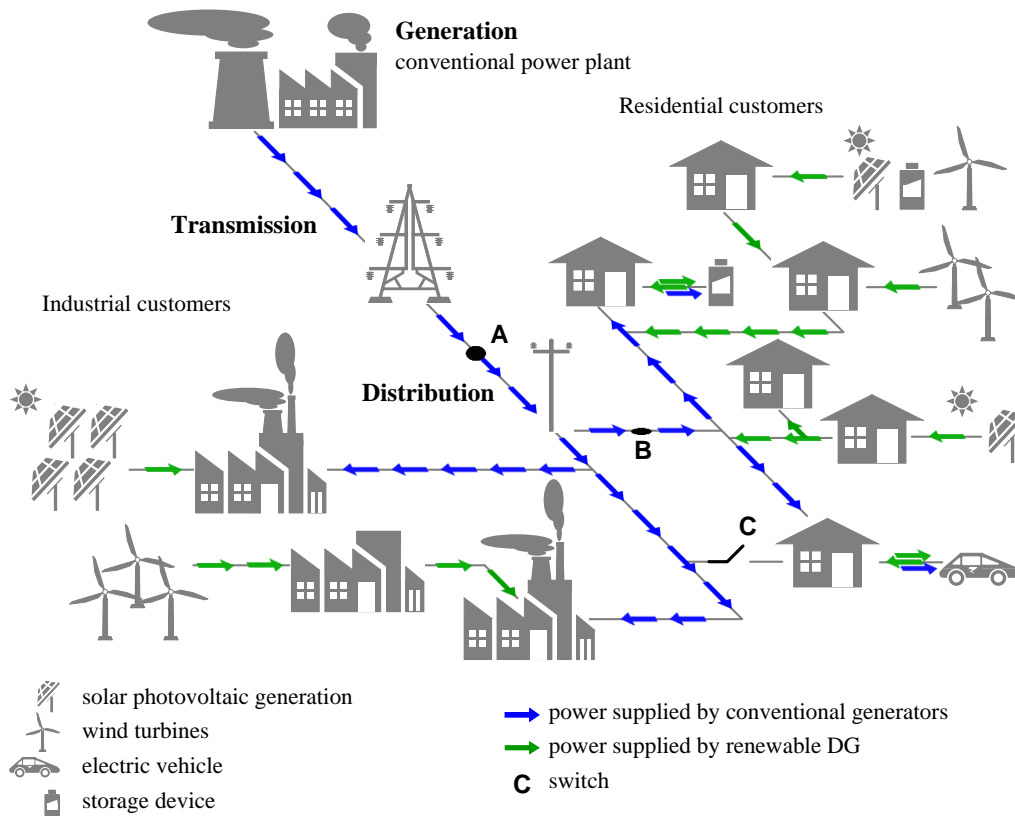 Generation
conventional power plant
Residential customers
Transmission
Industrial customers
A
Distribution
B
C
solar photovoltaic generation
wind turbines
electric vehicle
storage device
power supplied by conventional generators
power supplied by renewable DG
C switch